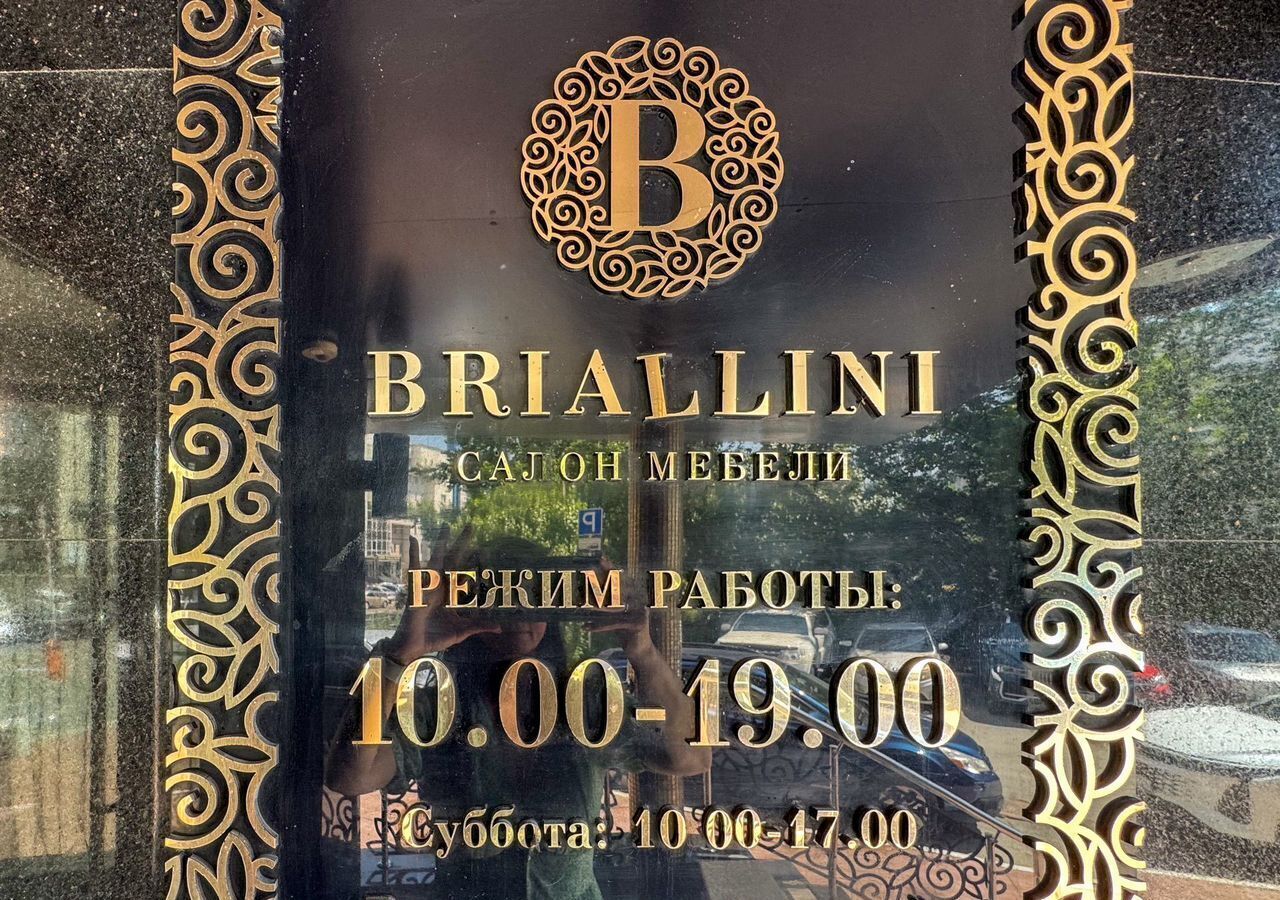 B
BRIALLINI
САЛОН МЕБЕЛИ
P
РЕЖИМ РАБОТЫ:
10.00-19.00
Суббота: 10 00-17.00